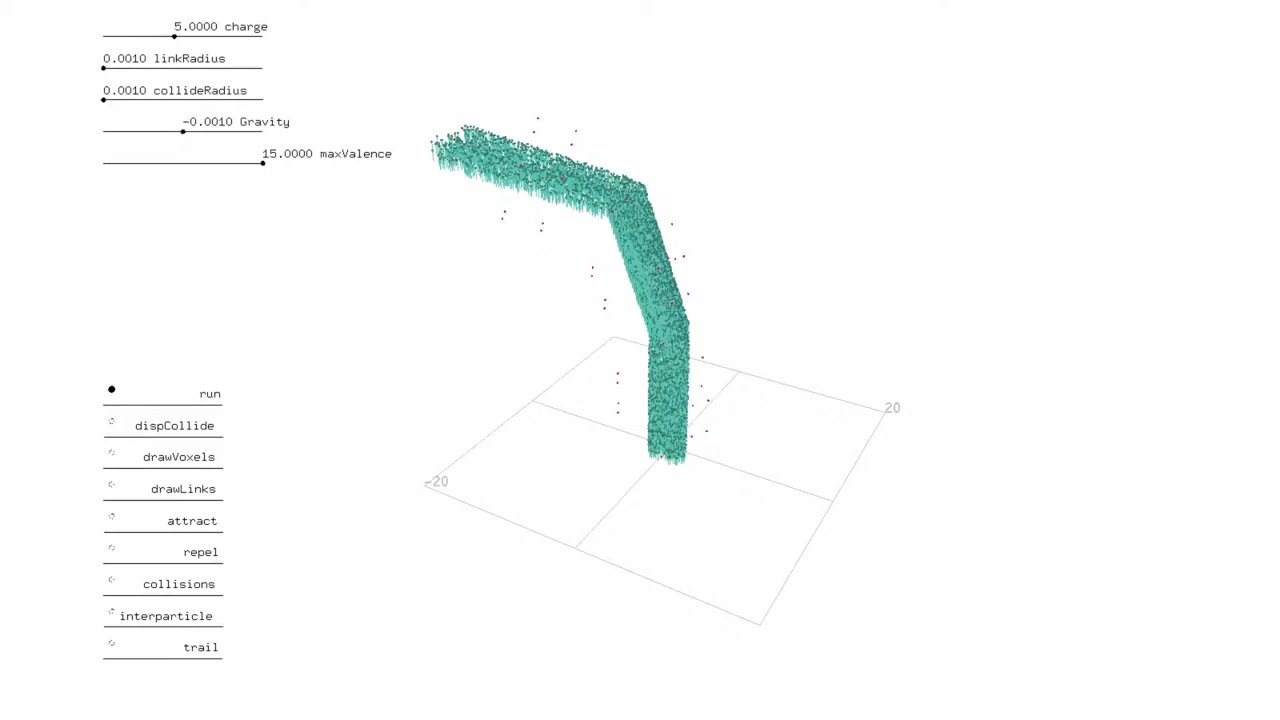 5.0000 charge
0.0010 linkRadius
0.0010 collideRadius
-0.0010 Gravity
15.0000 maxValence
run
dispCollide
drawVoxels
drawLinks
attract
repel
collisions
interparticle
trail
20
-20